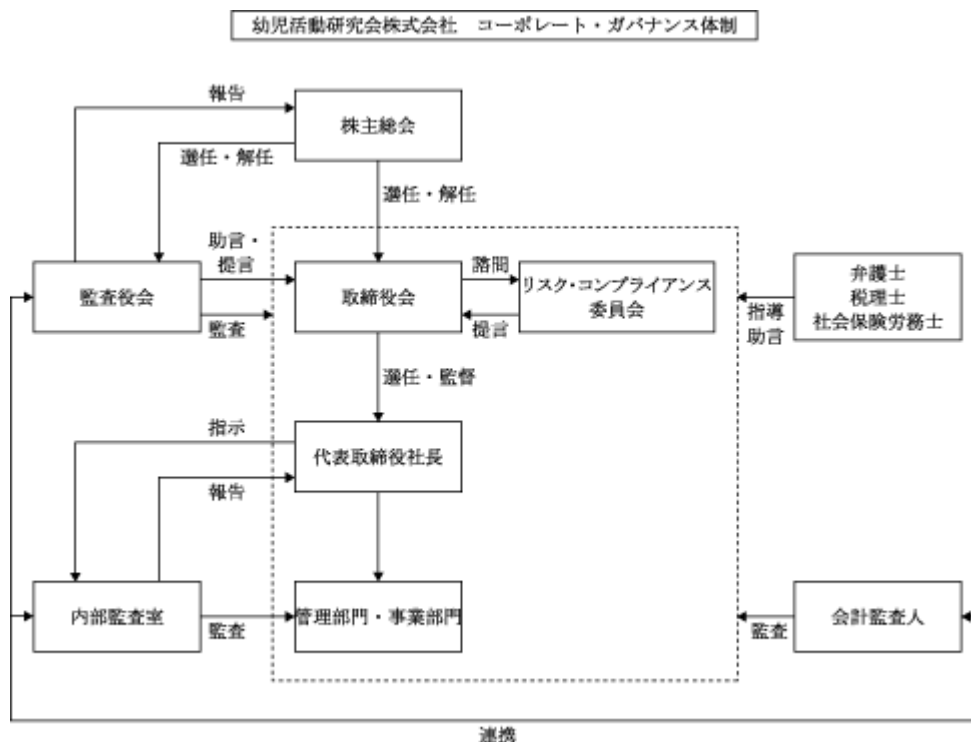 幼児活動研究会株式会社　コーポレート・ガバナンス体制
報告
株主総会
選任・解任
選任・解任
助言・
提言
監査役会
監査
取締役会
諮問
提言
リスク・コンプライアンス
委員会
指導
助言
弁護士
税理士
社会保険労務士
選任・監督
指示
代表取締役社長
報告
内部監査室
監査
管理部門・事業部門
監査
会計監査人
連携